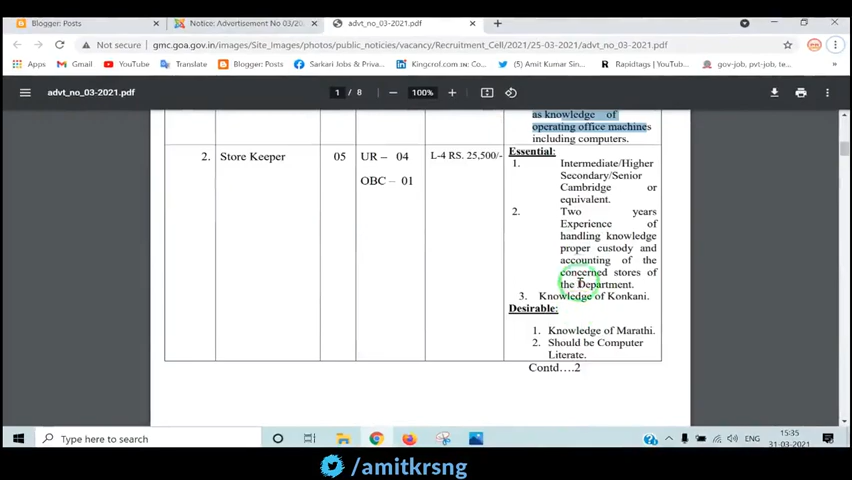 Blogger: Posts
Notice: Advertisement No 03/20
advt_no_03-2021.pdf
Not secure
gmc.goa.gov.in/images/Site_Images/photos/public_noticies/vacancy/Recruitment_Cell/2021/25-03-2021/advt_no_03-2021.pdf
Apps M Gmail YouTube Translate Blogger: Posts Sarkari Jobs & Priva... Kingcrof.com in (5) Amit Kumar Sin... Rapidtags | YouTub... gov-job, pvt-job, te...
advt_no_03-2021.pdf 1 / 8 100%
as knowledge of
operating office machines
including computers.
2. Store Keeper 05 UR – 04 L-4 RS. 25,500/- Essential:
OBC – 01
1. Intermediate/Higher
Secondary/Senior
Cambridge or
equivalent.
2. Two years
Experience of
handling knowledge
proper custody and
accounting of the
concerned stores of
the Department.
3. Knowledge of Konkani.
Desirable:
1. Knowledge of Marathi.
2. Should be Computer
Literate.
Contd….2
Type here to search
ENG
15:35
31-03-2021
/amitkrsng